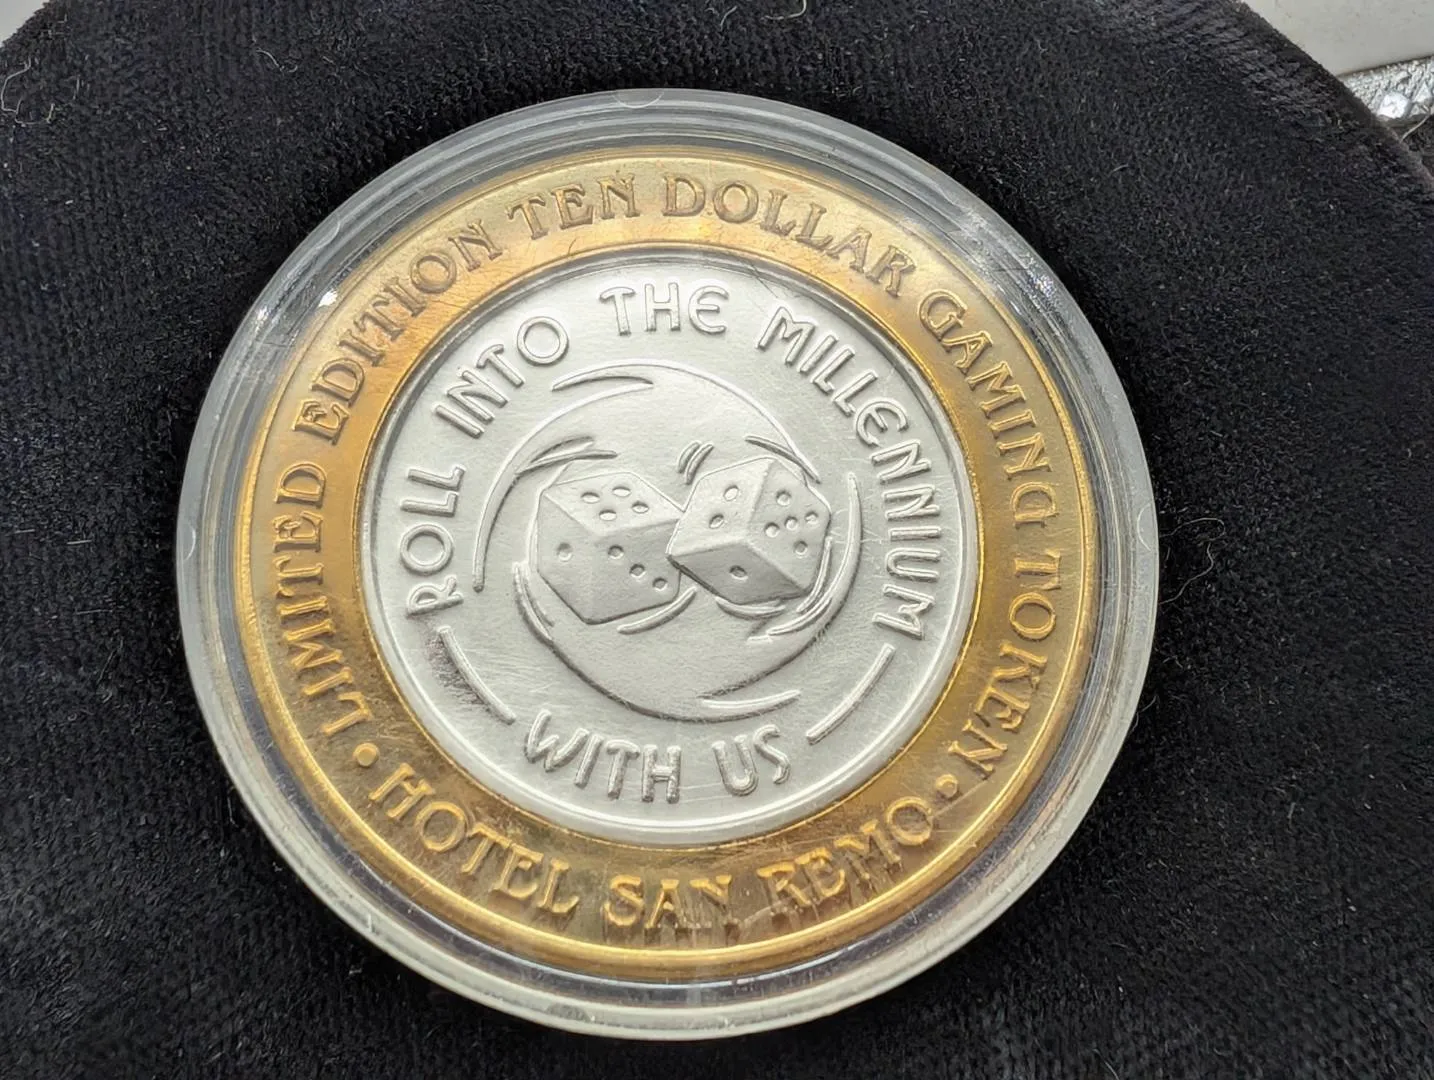 LIMITED EDITION TEN DOLLAR GAMING TOKEN
• HOTEL SAN REMO •
ROLL INTO THE MILLENNIUM
WITH US